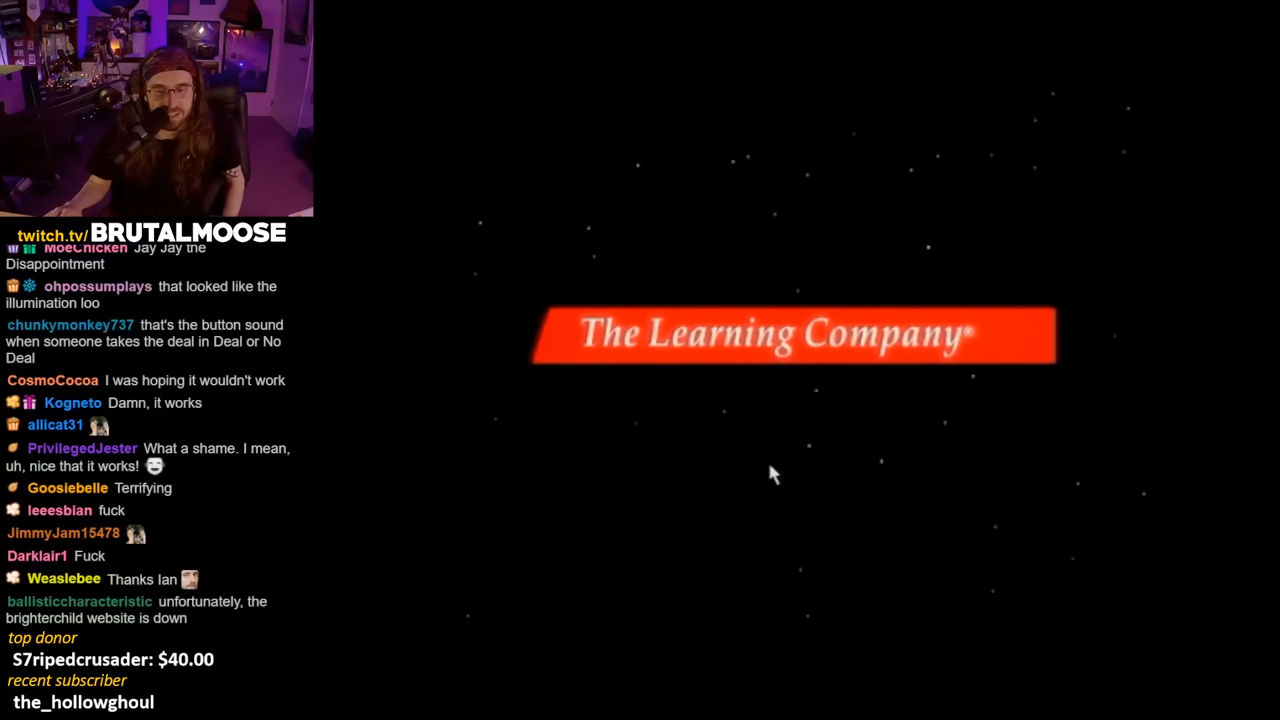 twitch.tv/BRUTALMOOSE
MoeChicken Jay Jay the
Disappointment
ohpossumplays that looked like the
illumination loo
chunkymonkey737 that's the button sound
when someone takes the deal in Deal or No
Deal
CosmoCocoa I was hoping it wouldn't work
Kogneto Damn, it works
allicat31
PrivilegedJester What a shame. I mean,
uh, nice that it works!
Goosiebelle Terrifying
leeesbian fuck
JimmyJam15478
Darklair1 Fuck
Weaslebee Thanks Ian
ballisticcharacteristic unfortunately, the
brighterchild website is down
top donor
S7ripedcrusader: $40.00
recent subscriber
the_hollowghoul
The Learning Company®